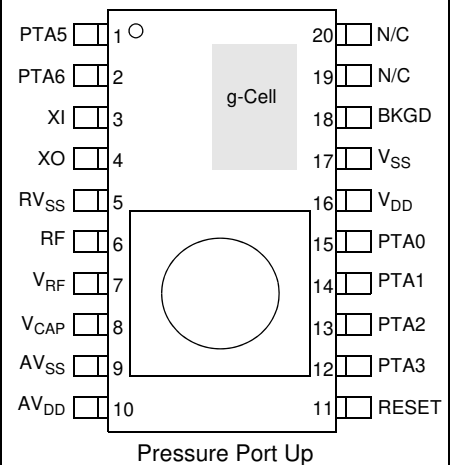 PTA5 1 20 N/C
PTA6 2 19 N/C
g-Cell
XI 3 18 BKGD
XO 4 17 VSS
RVSS 5 16 VDD
RF 6 15 PTA0
VRF 7 14 PTA1
VCAP 8 13 PTA2
AVSS 9 12 PTA3
AVDD 10 11 RESET
Pressure Port Up